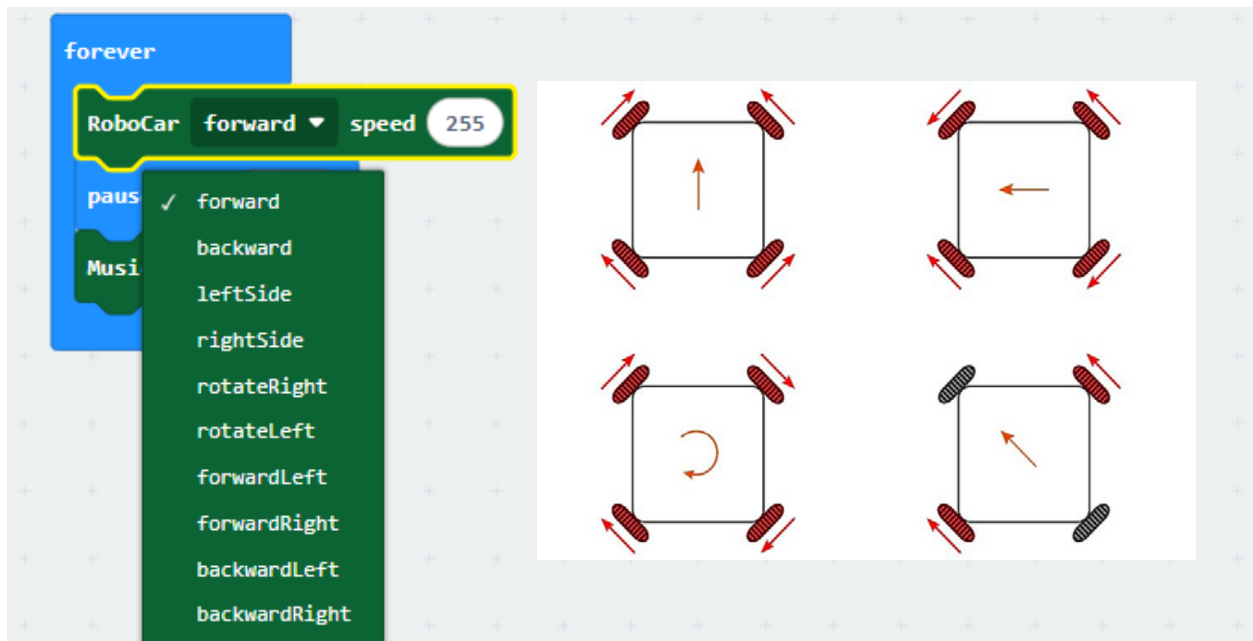 forever
RoboCar forward speed 255
paus
Musi
✓ forward
backward
leftSide
rightSide
rotateRight
rotateLeft
forwardLeft
forwardRight
backwardLeft
backwardRight